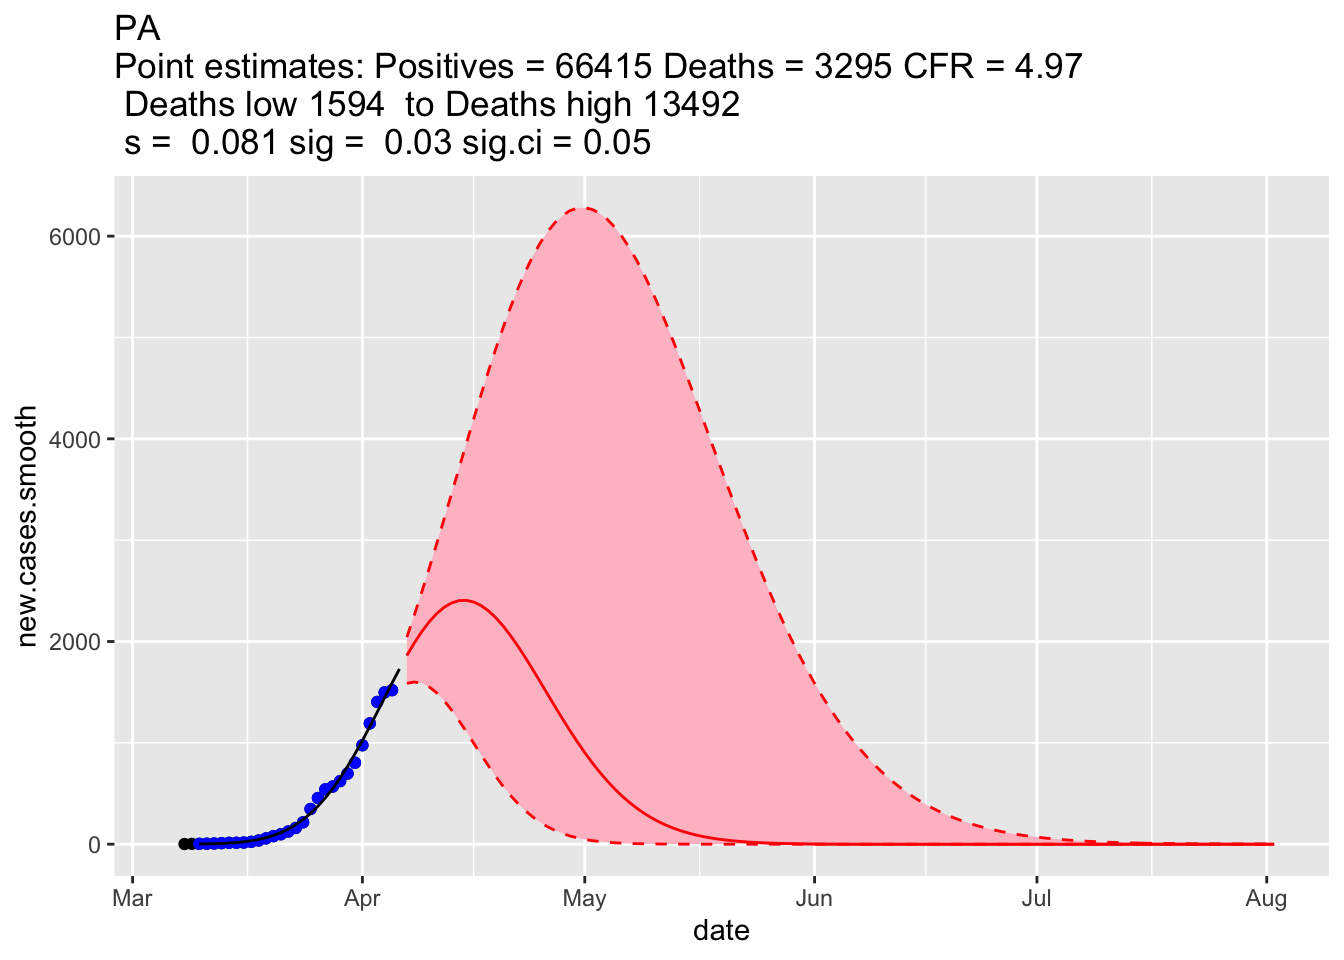 PA
Point estimates: Positives = 66415 Deaths = 3295 CFR = 4.97
Deaths low 1594  to Deaths high 13492
s =  0.081 sig =  0.03 sig.ci = 0.05
new.cases.smooth
6000
4000
2000
0
Mar Apr May Jun Jul Aug
date